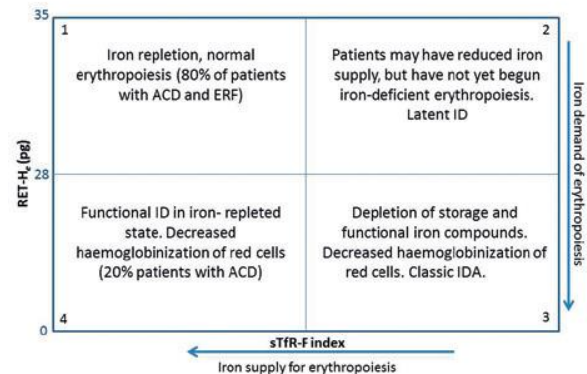 35
1
Iron repletion, normal
erythropoiesis (80% of patients
with ACD and ERF)
2
Patients may have reduced iron
supply, but have not yet begun
iron-deficient erythropoiesis.
Latent ID
RET-Hₑ (pg)
28
Iron demand of erythropoiesis
Functional ID in iron- repleted
state. Decreased
haemoglobinization of red cells
(20% patients with ACD)
Depletion of storage and
functional iron compounds.
Decreased haemoglobinization of
red cells. Classic IDA.
0
4
3
sTfR-F index
Iron supply for erythropoiesis